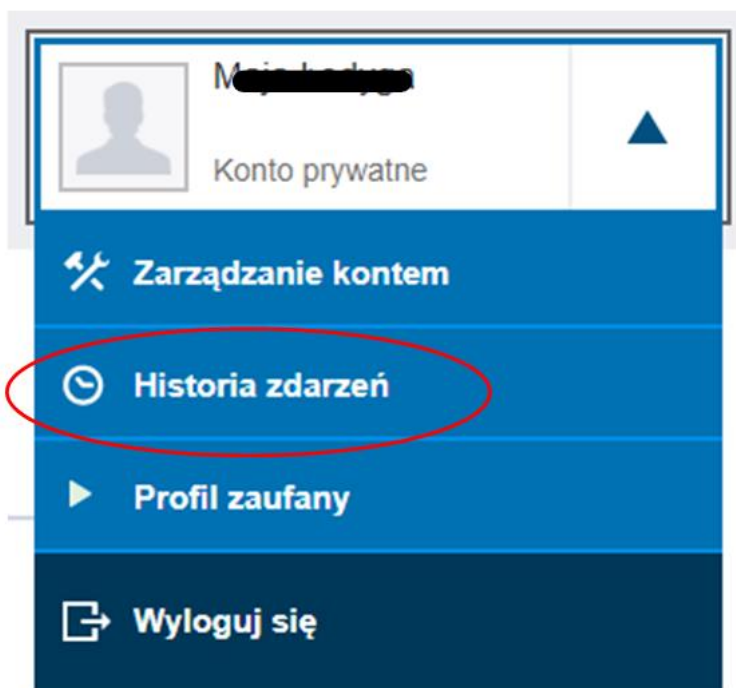 Konto prywatne
Zarządzanie kontem
Historia zdarzeń
Profil zaufany
Wyloguj się